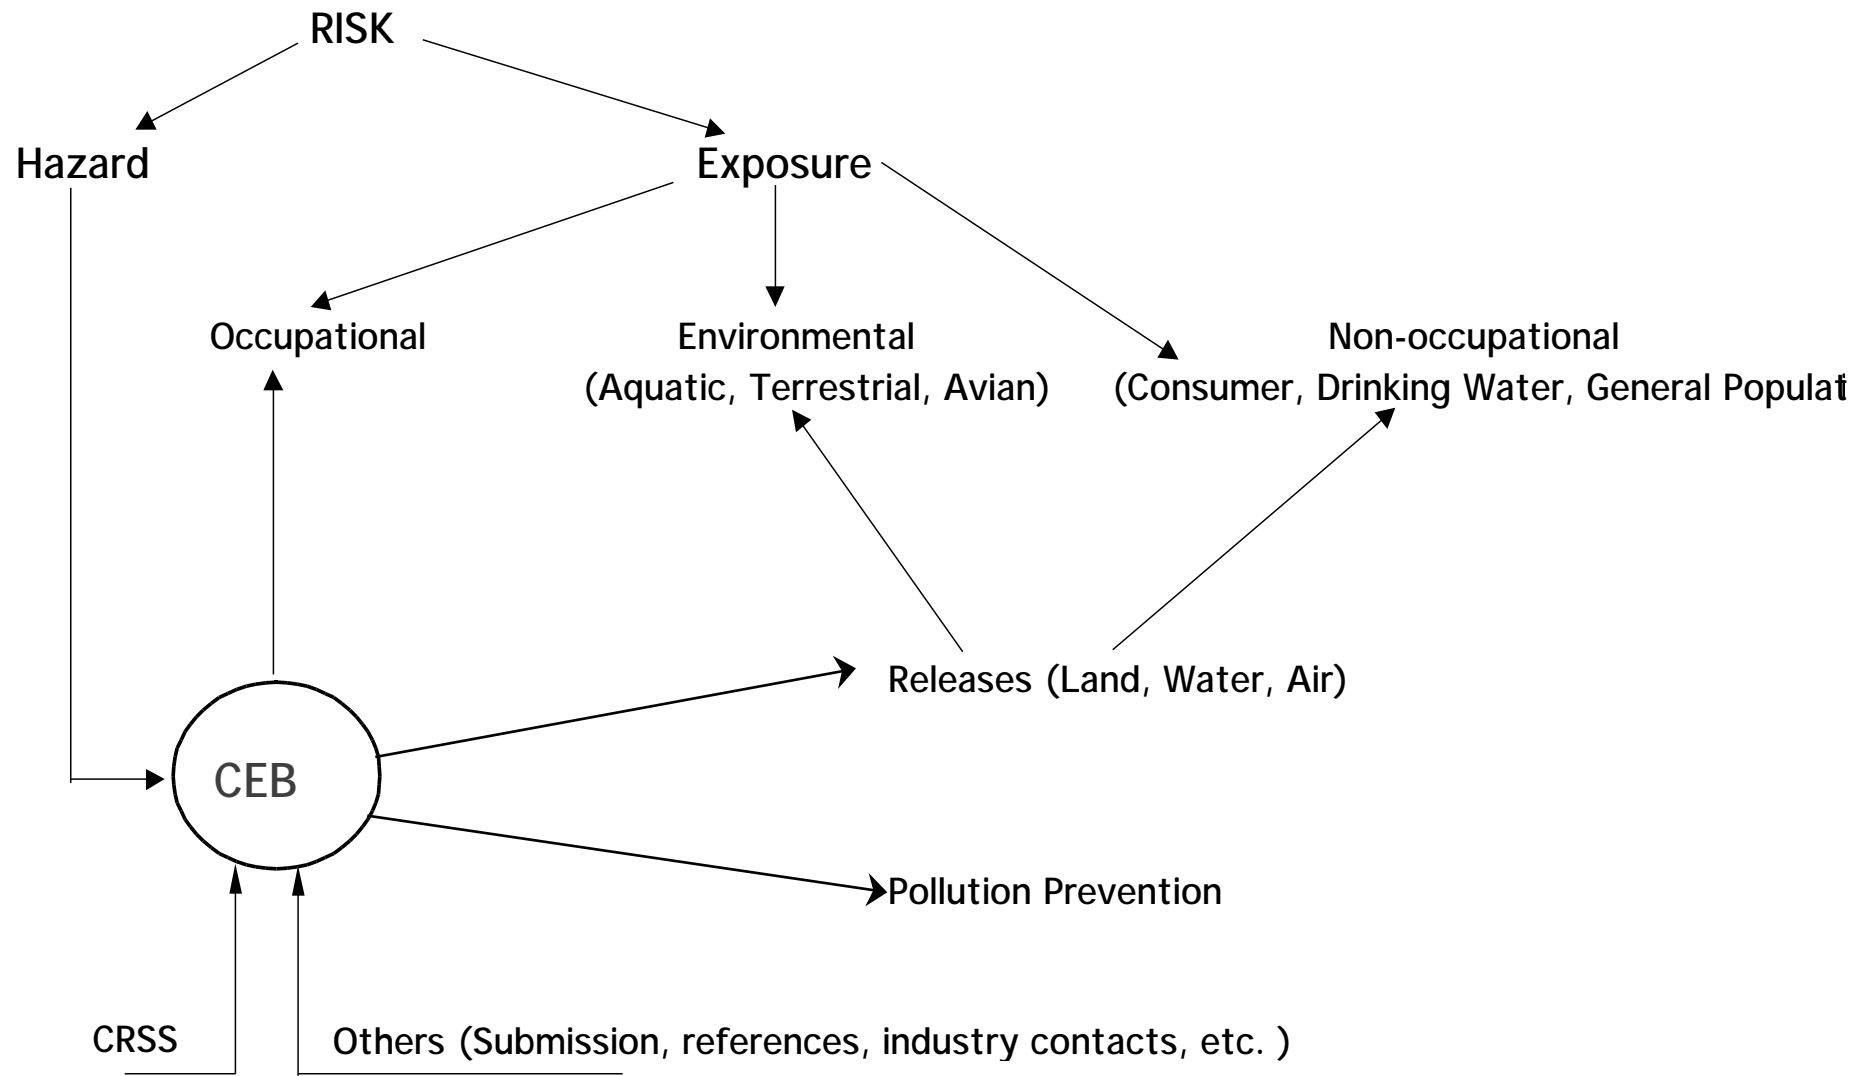 RISK
Hazard
Exposure
Occupational
Environmental
Non-occupational
(Aquatic, Terrestrial, Avian)
(Consumer, Drinking Water, General Populat
Releases (Land, Water, Air)
CEB
Pollution Prevention
CRSS
Others (Submission, references, industry contacts, etc. )